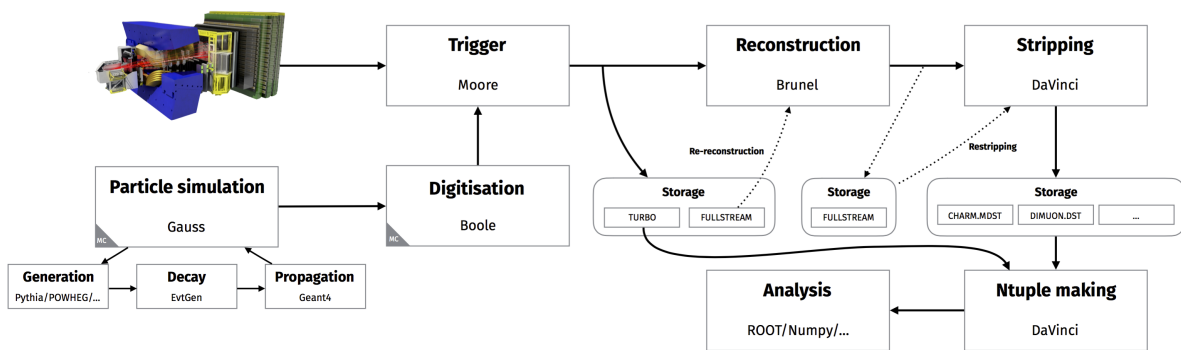 Trigger
Moore
Reconstruction
Brunel
Stripping
DaVinci
Re-reconstruction
Restripping
Particle simulation
Gauss
MC
Digitisation
Boole
MC
Storage
TURBO
FULLSTREAM
Storage
FULLSTREAM
Storage
CHARM.MDST
DIMUON.DST
...
Generation
Pythia/POWHEG/...
Decay
EvtGen
Propagation
Geant4
Analysis
ROOT/Numpy/...
Ntuple making
DaVinci